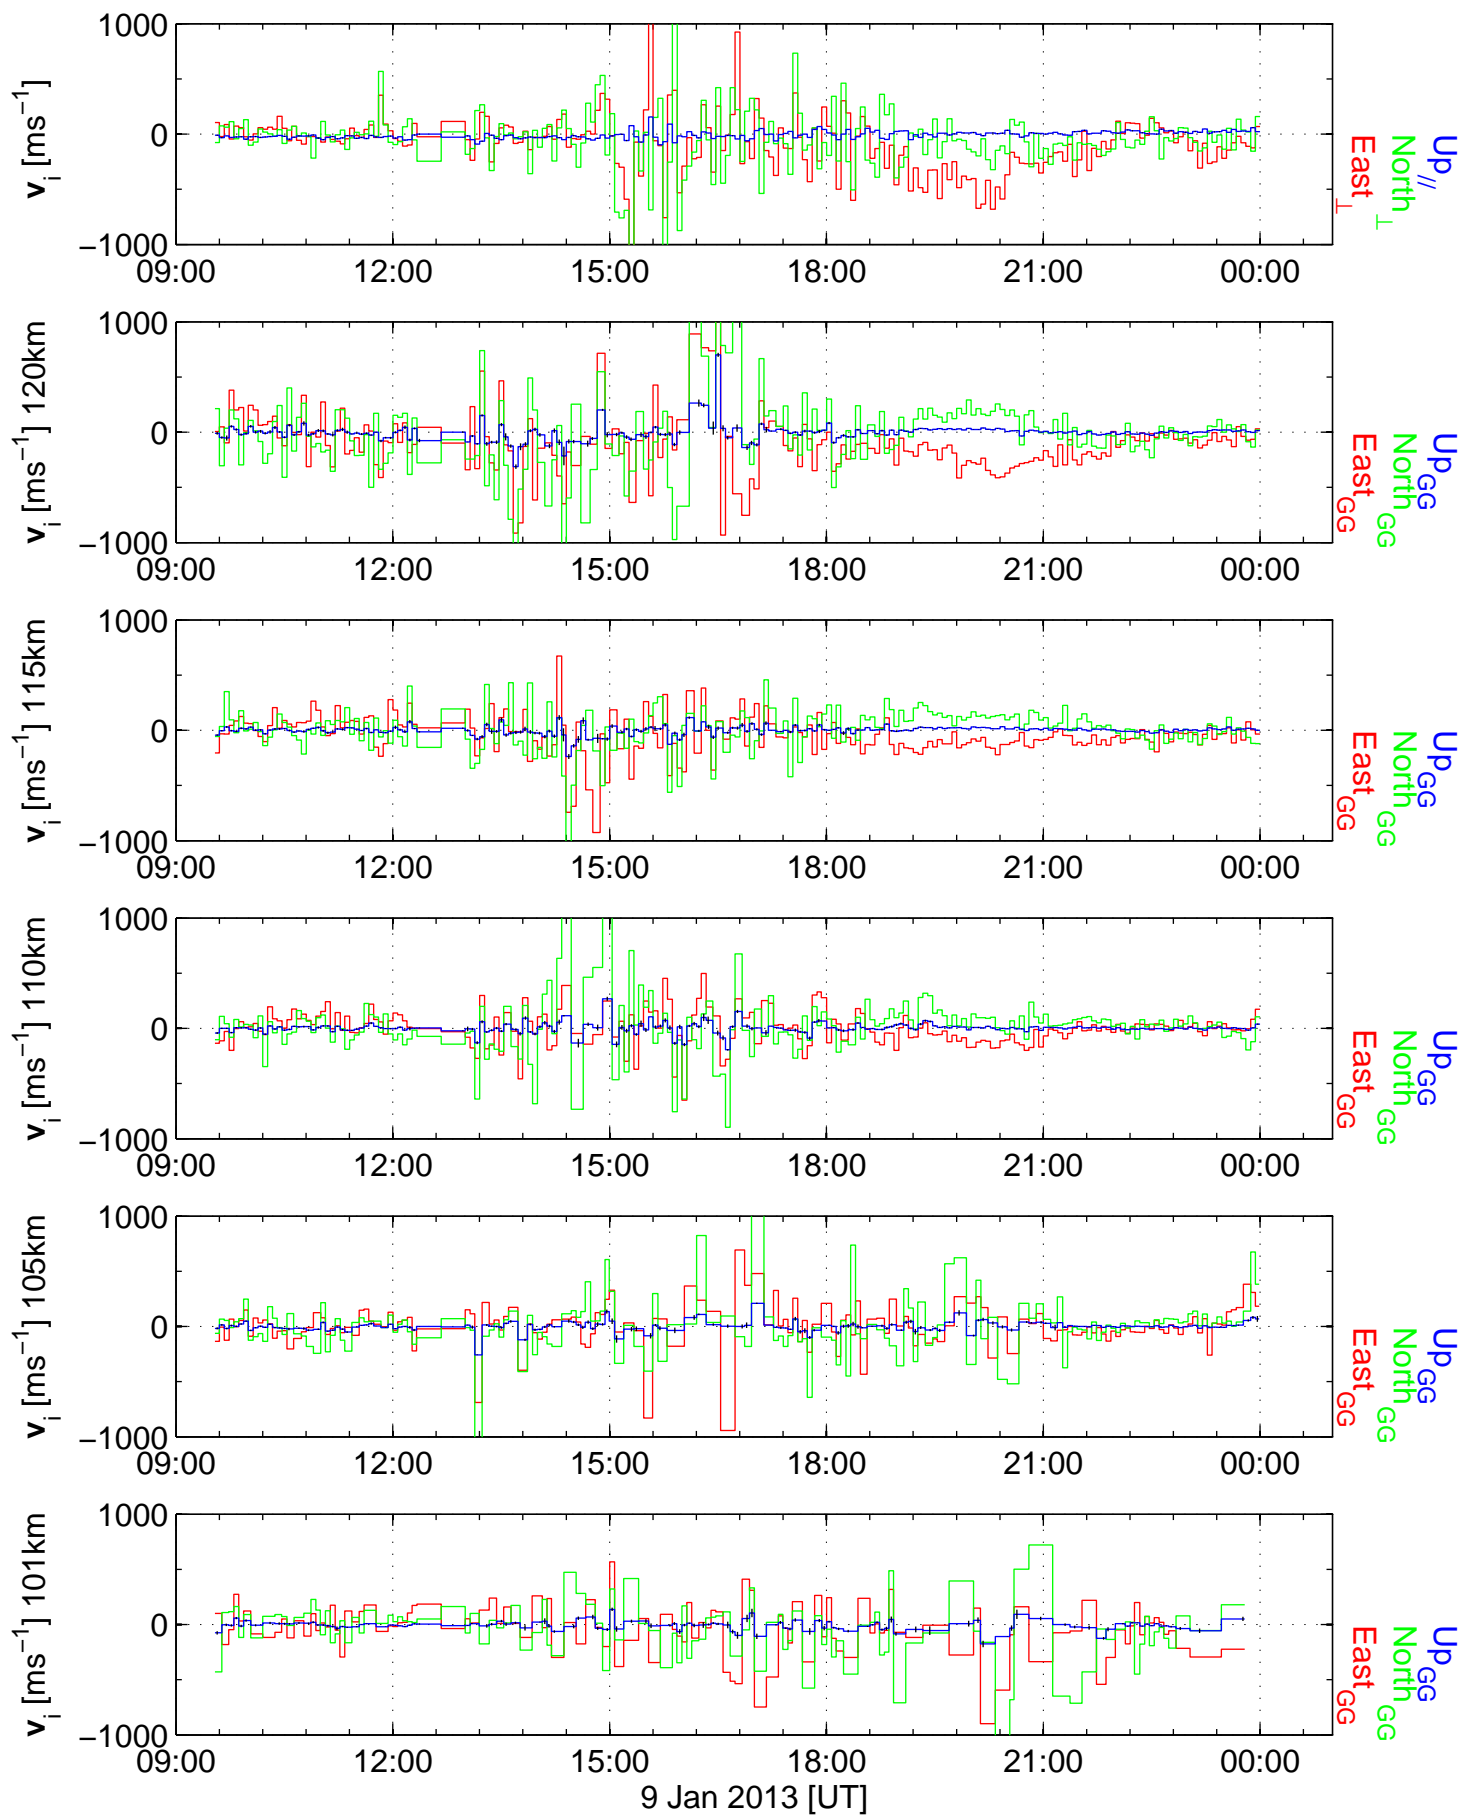 1000
0
−1000
v_i [ms^−1]
09:00 12:00 15:00 18:00 21:00 00:00
East_⊥
North_⊥
Up_//
1000
0
−1000
v_i [ms^−1] 120km
09:00 12:00 15:00 18:00 21:00 00:00
East_GG
North_GG
Up_GG
1000
0
−1000
v_i [ms^−1] 115km
09:00 12:00 15:00 18:00 21:00 00:00
East_GG
North_GG
Up_GG
1000
0
−1000
v_i [ms^−1] 110km
09:00 12:00 15:00 18:00 21:00 00:00
East_GG
North_GG
Up_GG
1000
0
−1000
v_i [ms^−1] 105km
09:00 12:00 15:00 18:00 21:00 00:00
East_GG
North_GG
Up_GG
1000
0
−1000
v_i [ms^−1] 101km
09:00 12:00 15:00 18:00 21:00 00:00
East_GG
North_GG
Up_GG
9 Jan 2013 [UT]